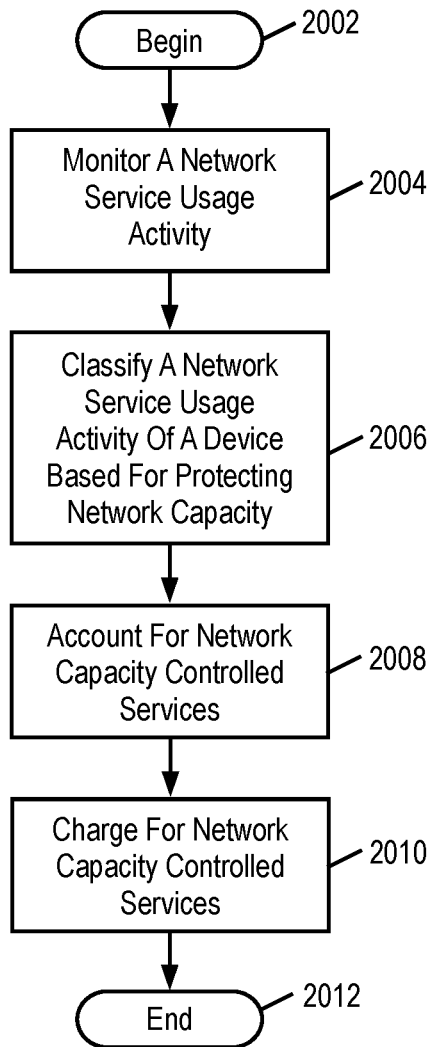 Begin
2002
Monitor A Network
Service Usage
Activity
2004
Classify A Network
Service Usage
Activity Of A Device
Based For Protecting
Network Capacity
2006
Account For Network
Capacity Controlled
Services
2008
Charge For Network
Capacity Controlled
Services
2010
End
2012